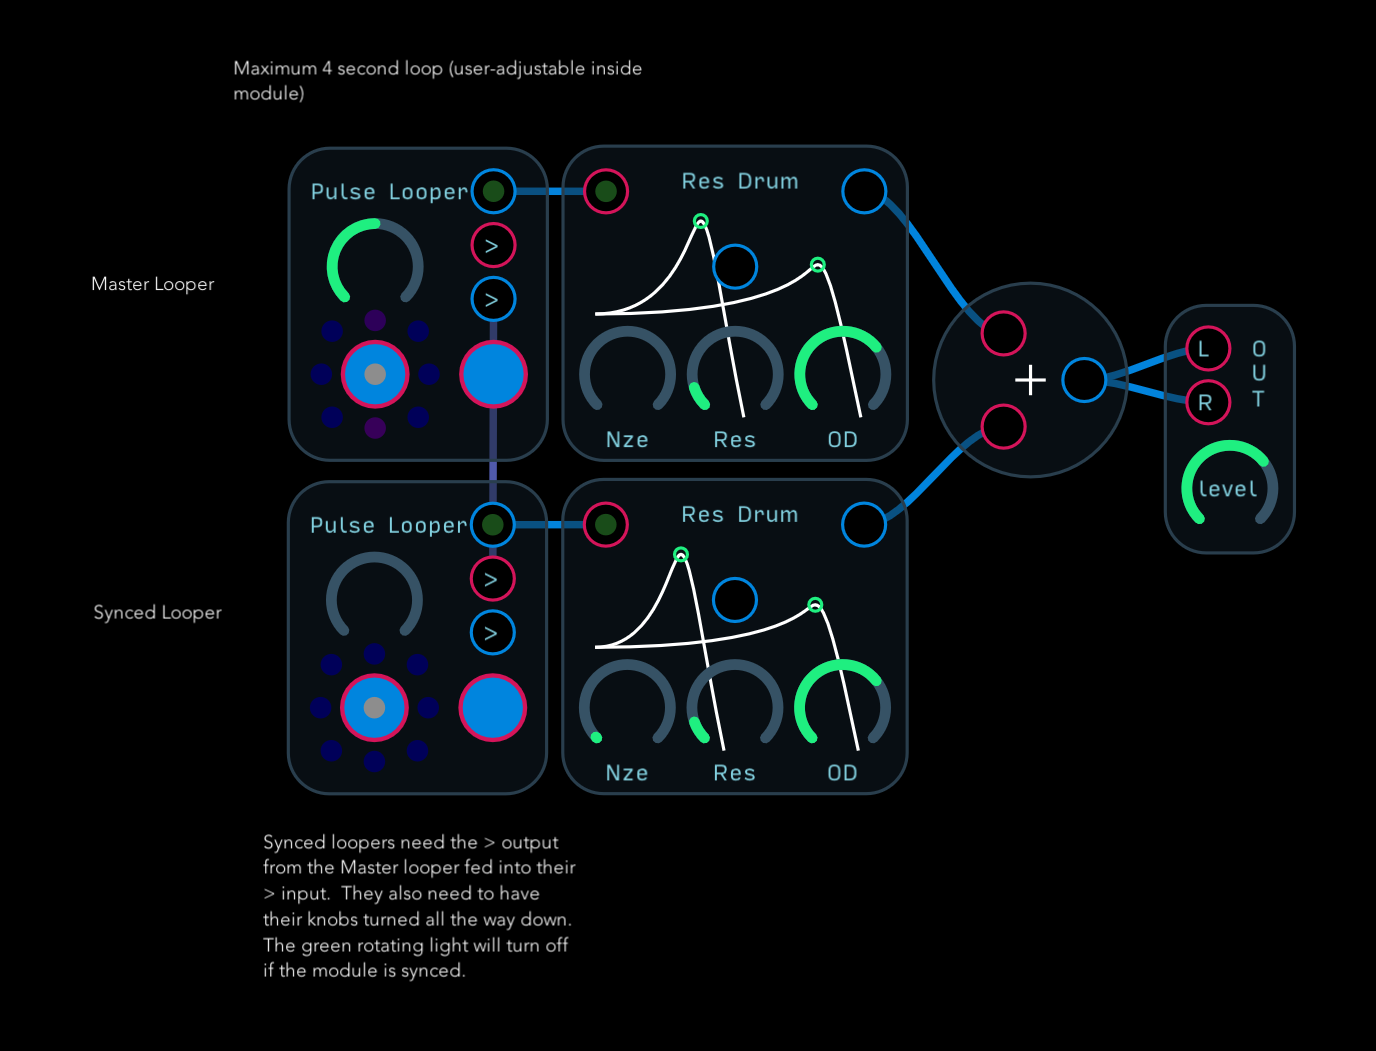 Maximum 4 second loop (user-adjustable inside
module)
Pulse Looper
>
>
Res Drum
Nze Res OD
Master Looper
+
L
R
OUT
level
Pulse Looper
>
>
Res Drum
Nze Res OD
Synced Looper
Synced loopers need the > output
from the Master looper fed into their
> input.  They also need to have
their knobs turned all the way down.
The green rotating light will turn off
if the module is synced.